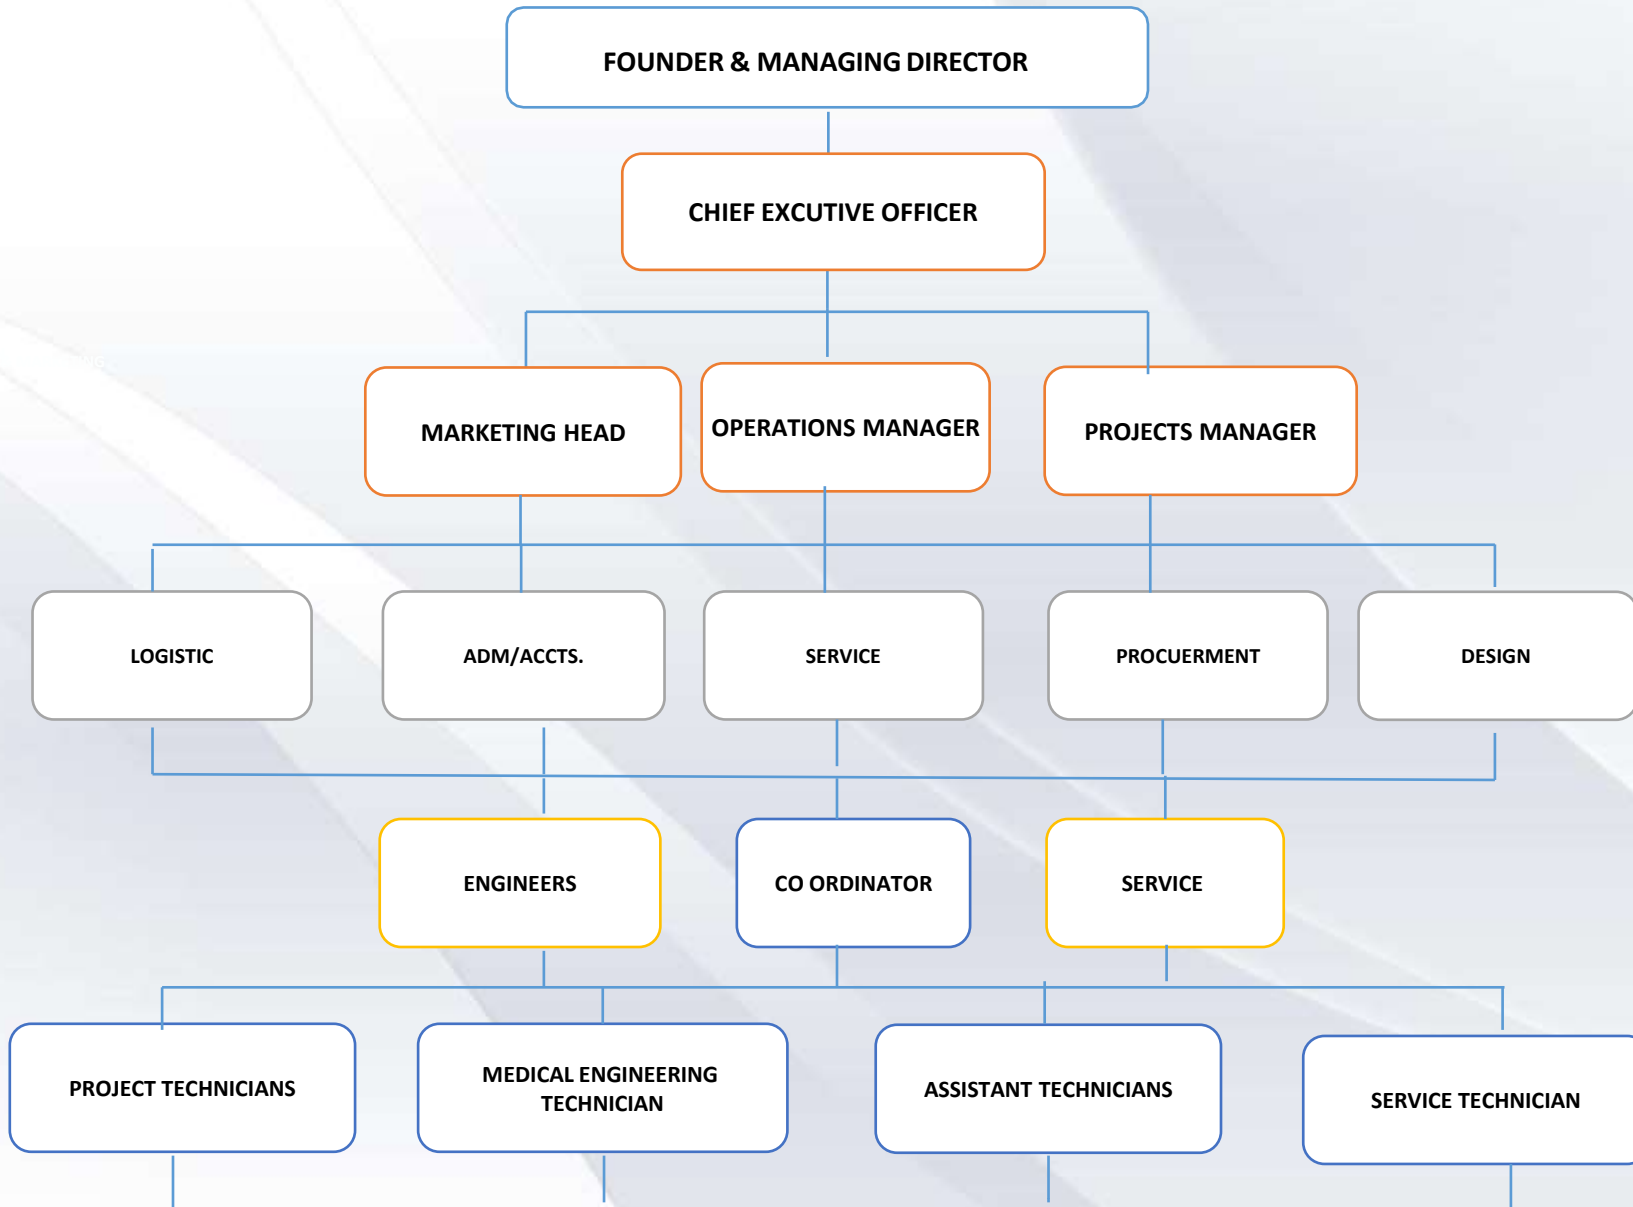 FOUNDER & MANAGING DIRECTOR
CHIEF EXCUTIVE OFFICER
MARKETING HEAD
OPERATIONS MANAGER
PROJECTS MANAGER
LOGISTIC
ADM/ACCTS.
SERVICE
PROCUERMENT
DESIGN
ENGINEERS
CO ORDINATOR
SERVICE
PROJECT TECHNICIANS
MEDICAL ENGINEERING
TECHNICIAN
ASSISTANT TECHNICIANS
SERVICE TECHNICIAN